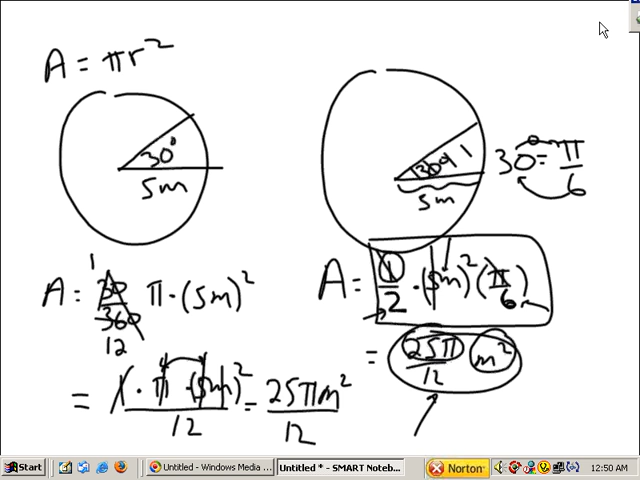 A = πr²
30°
5m
30°
5m
30° = π/6
A = 30/360 π·(5m)²
1
12
= 1·π·(5m)²/12 = 25πm²/12
A = 1/2·(5m)²(π/6)
= 25π/12 m²
Start
Untitled - Windows Media ...
Untitled * - SMART Noteb...
Norton
12:50 AM